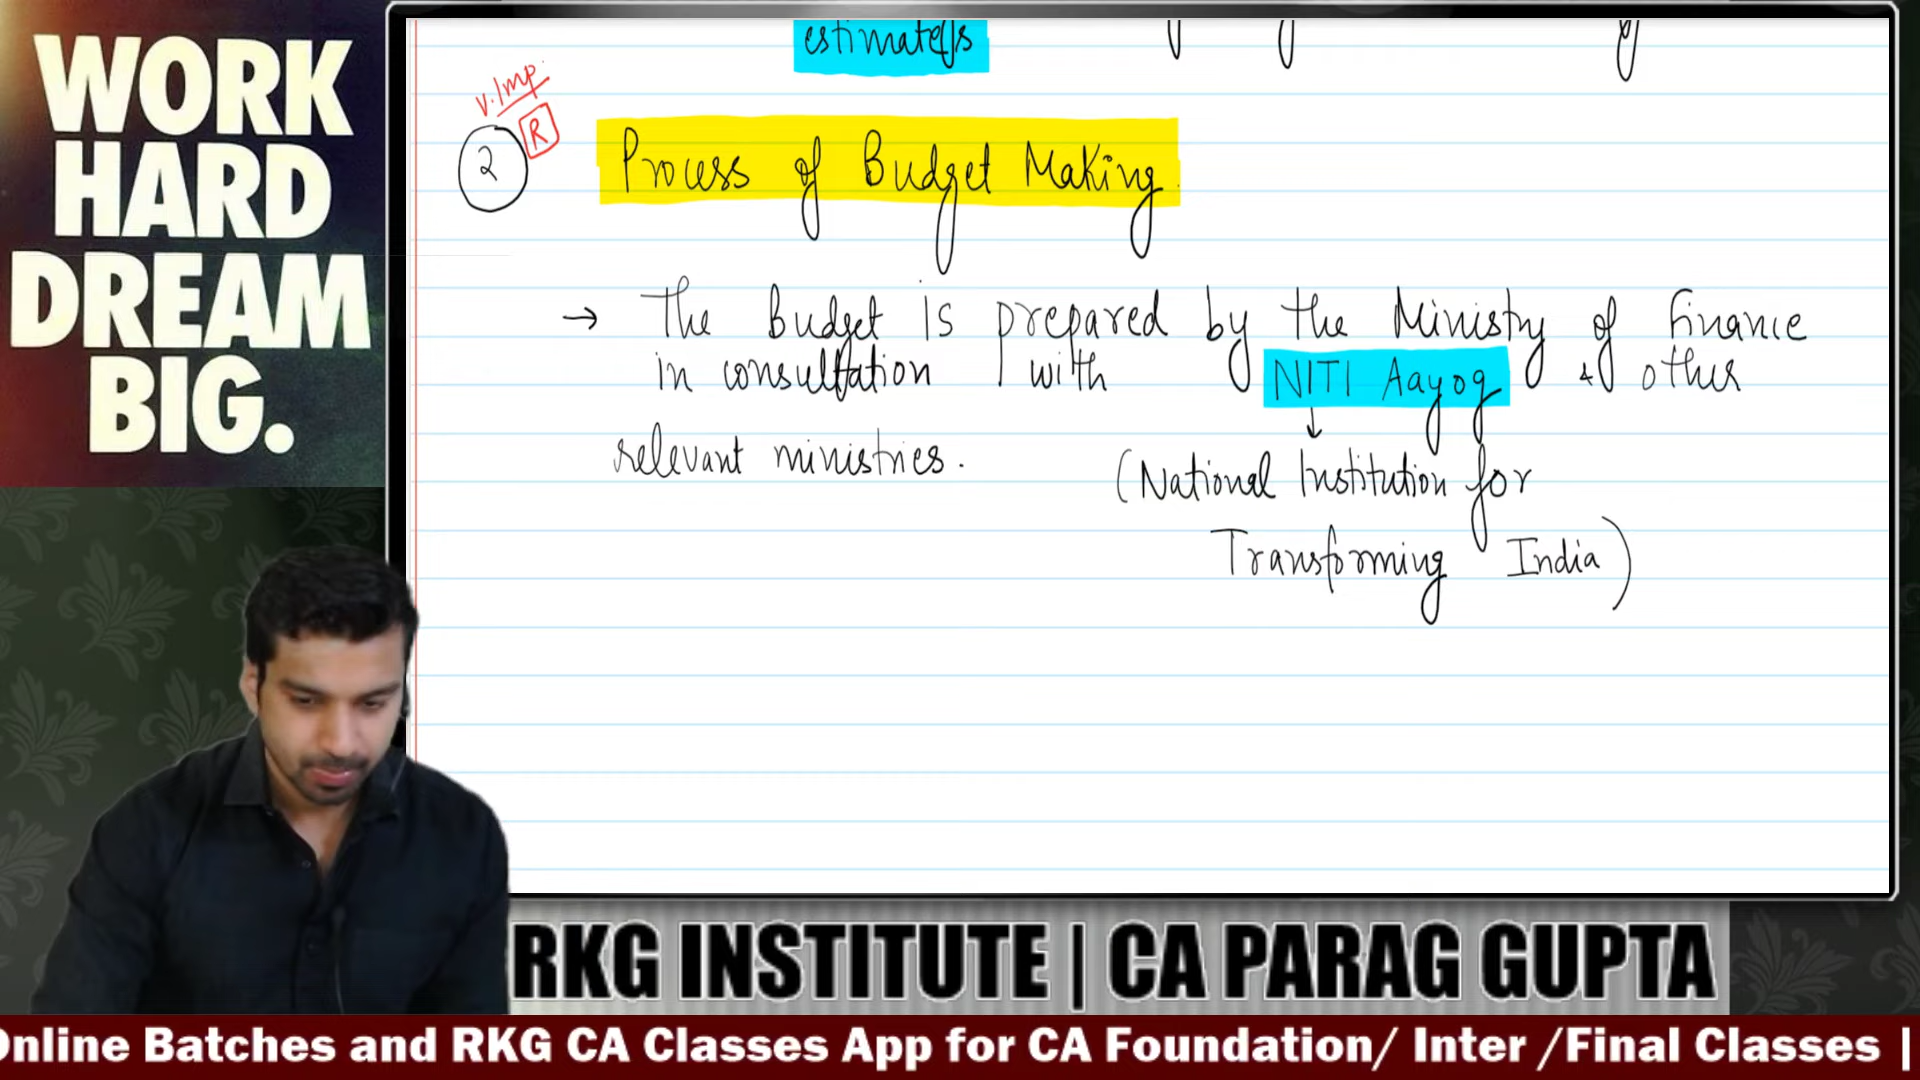 WORK
HARD
DREAM
BIG.
estimate(s
V. Imp.
2
R
Process of Budget Making.
→ The Budget is prepared by the Ministry of Finance
in consultation with NITI Aayog & other
relevant ministries.
(National Institution for
Transforming India)
RKG INSTITUTE | CA PARAG GUPTA
Online Batches and RKG CA Classes App for CA Foundation/ Inter /Final Classes |